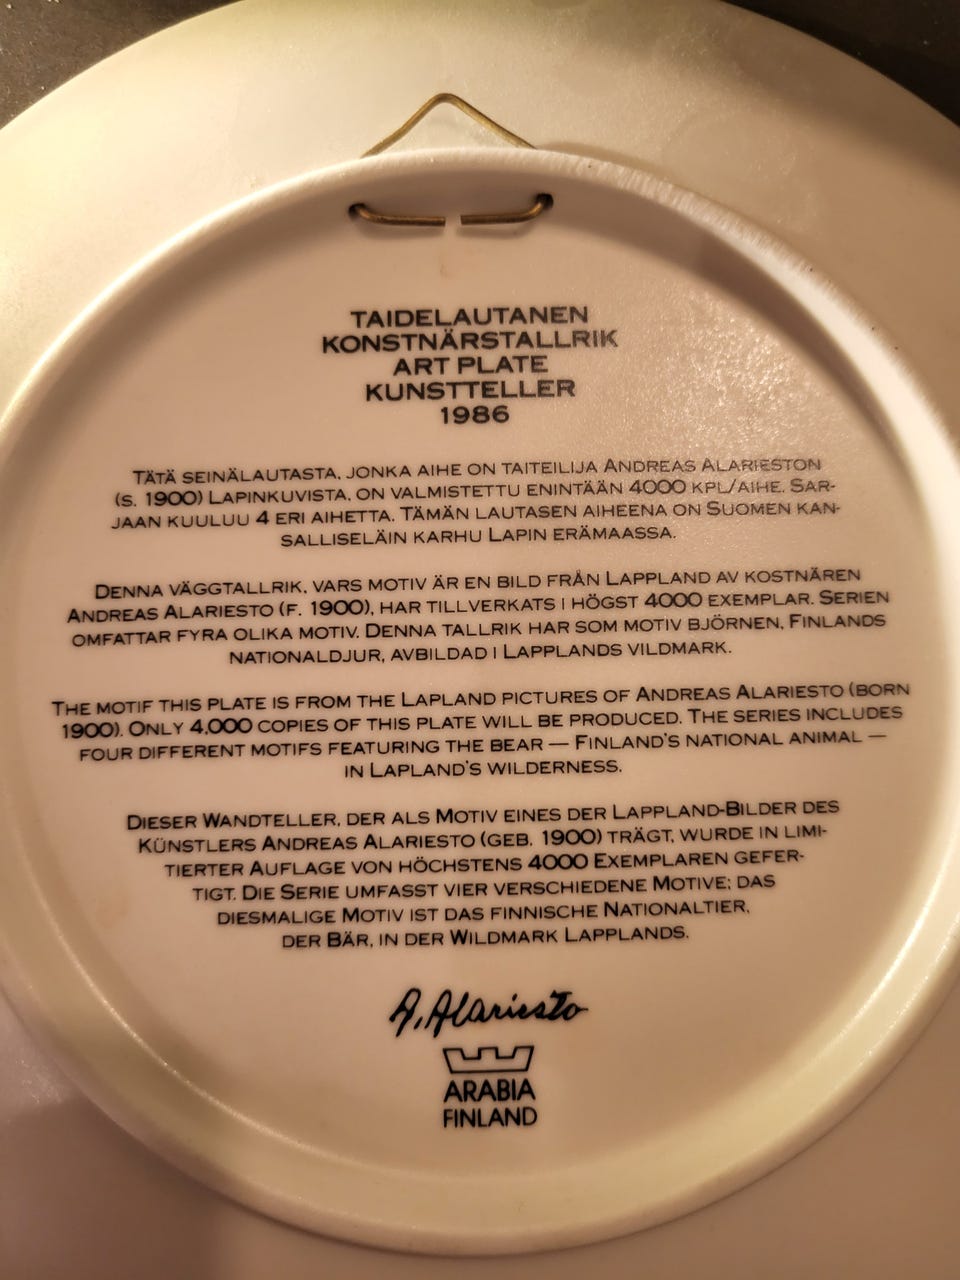 TAIDELAUTANEN
KONSTNÄRSTALLRIK
ART PLATE
KUNSTTELLER
1986
TÄTÄ SEINÄLAUTASTA, JONKA AIHE ON TAITEILIJA ANDREAS ALARIESTON
(S. 1900) LAPINKUVISTA, ON VALMISTETTU ENINTÄÄN 4000 KPL/AIHE. SAR-
JAAN KUULUU 4 ERI AIHETTA. TÄMÄN LAUTASEN AIHEENA ON SUOMEN KAN-
SALLISELÄIN KARHU LAPIN ERÄMAASSA.
DENNA VÄGGTALLRIK, VARS MOTIV ÄR EN BILD FRÅN LAPPLAND AV KOSTNÄREN
ANDREAS ALARIESTO (F. 1900), HAR TILLVERKATS I HÖGST 4000 EXEMPLAR. SERIEN
OMFATTAR FYRA OLIKA MOTIV. DENNA TALLRIK HAR SOM MOTIV BJÖRNEN, FINLANDS
NATIONALDJUR, AVBILDAD I LAPPLANDS VILDMARK.
THE MOTIF THIS PLATE IS FROM THE LAPLAND PICTURES OF ANDREAS ALARIESTO (BORN
1900). ONLY 4,000 COPIES OF THIS PLATE WILL BE PRODUCED. THE SERIES INCLUDES
FOUR DIFFERENT MOTIFS FEATURING THE BEAR — FINLAND'S NATIONAL ANIMAL —
IN LAPLAND'S WILDERNESS.
DIESER WANDTELLER, DER ALS MOTIV EINES DER LAPPLAND-BILDER DES
KÜNSTLERS ANDREAS ALARIESTO (GEB. 1900) TRÄGT, WURDE IN LIMI-
TIERTER AUFLAGE VON HÖCHSTENS 4000 EXEMPLAREN GEFER-
TIGT. DIE SERIE UMFASST VIER VERSCHIEDENE MOTIVE; DAS
DIESMALIGE MOTIV IST DAS FINNISCHE NATIONALTIER,
DER BÄR, IN DER WILDMARK LAPPLANDS.
A. Alariesto
ARABIA
FINLAND